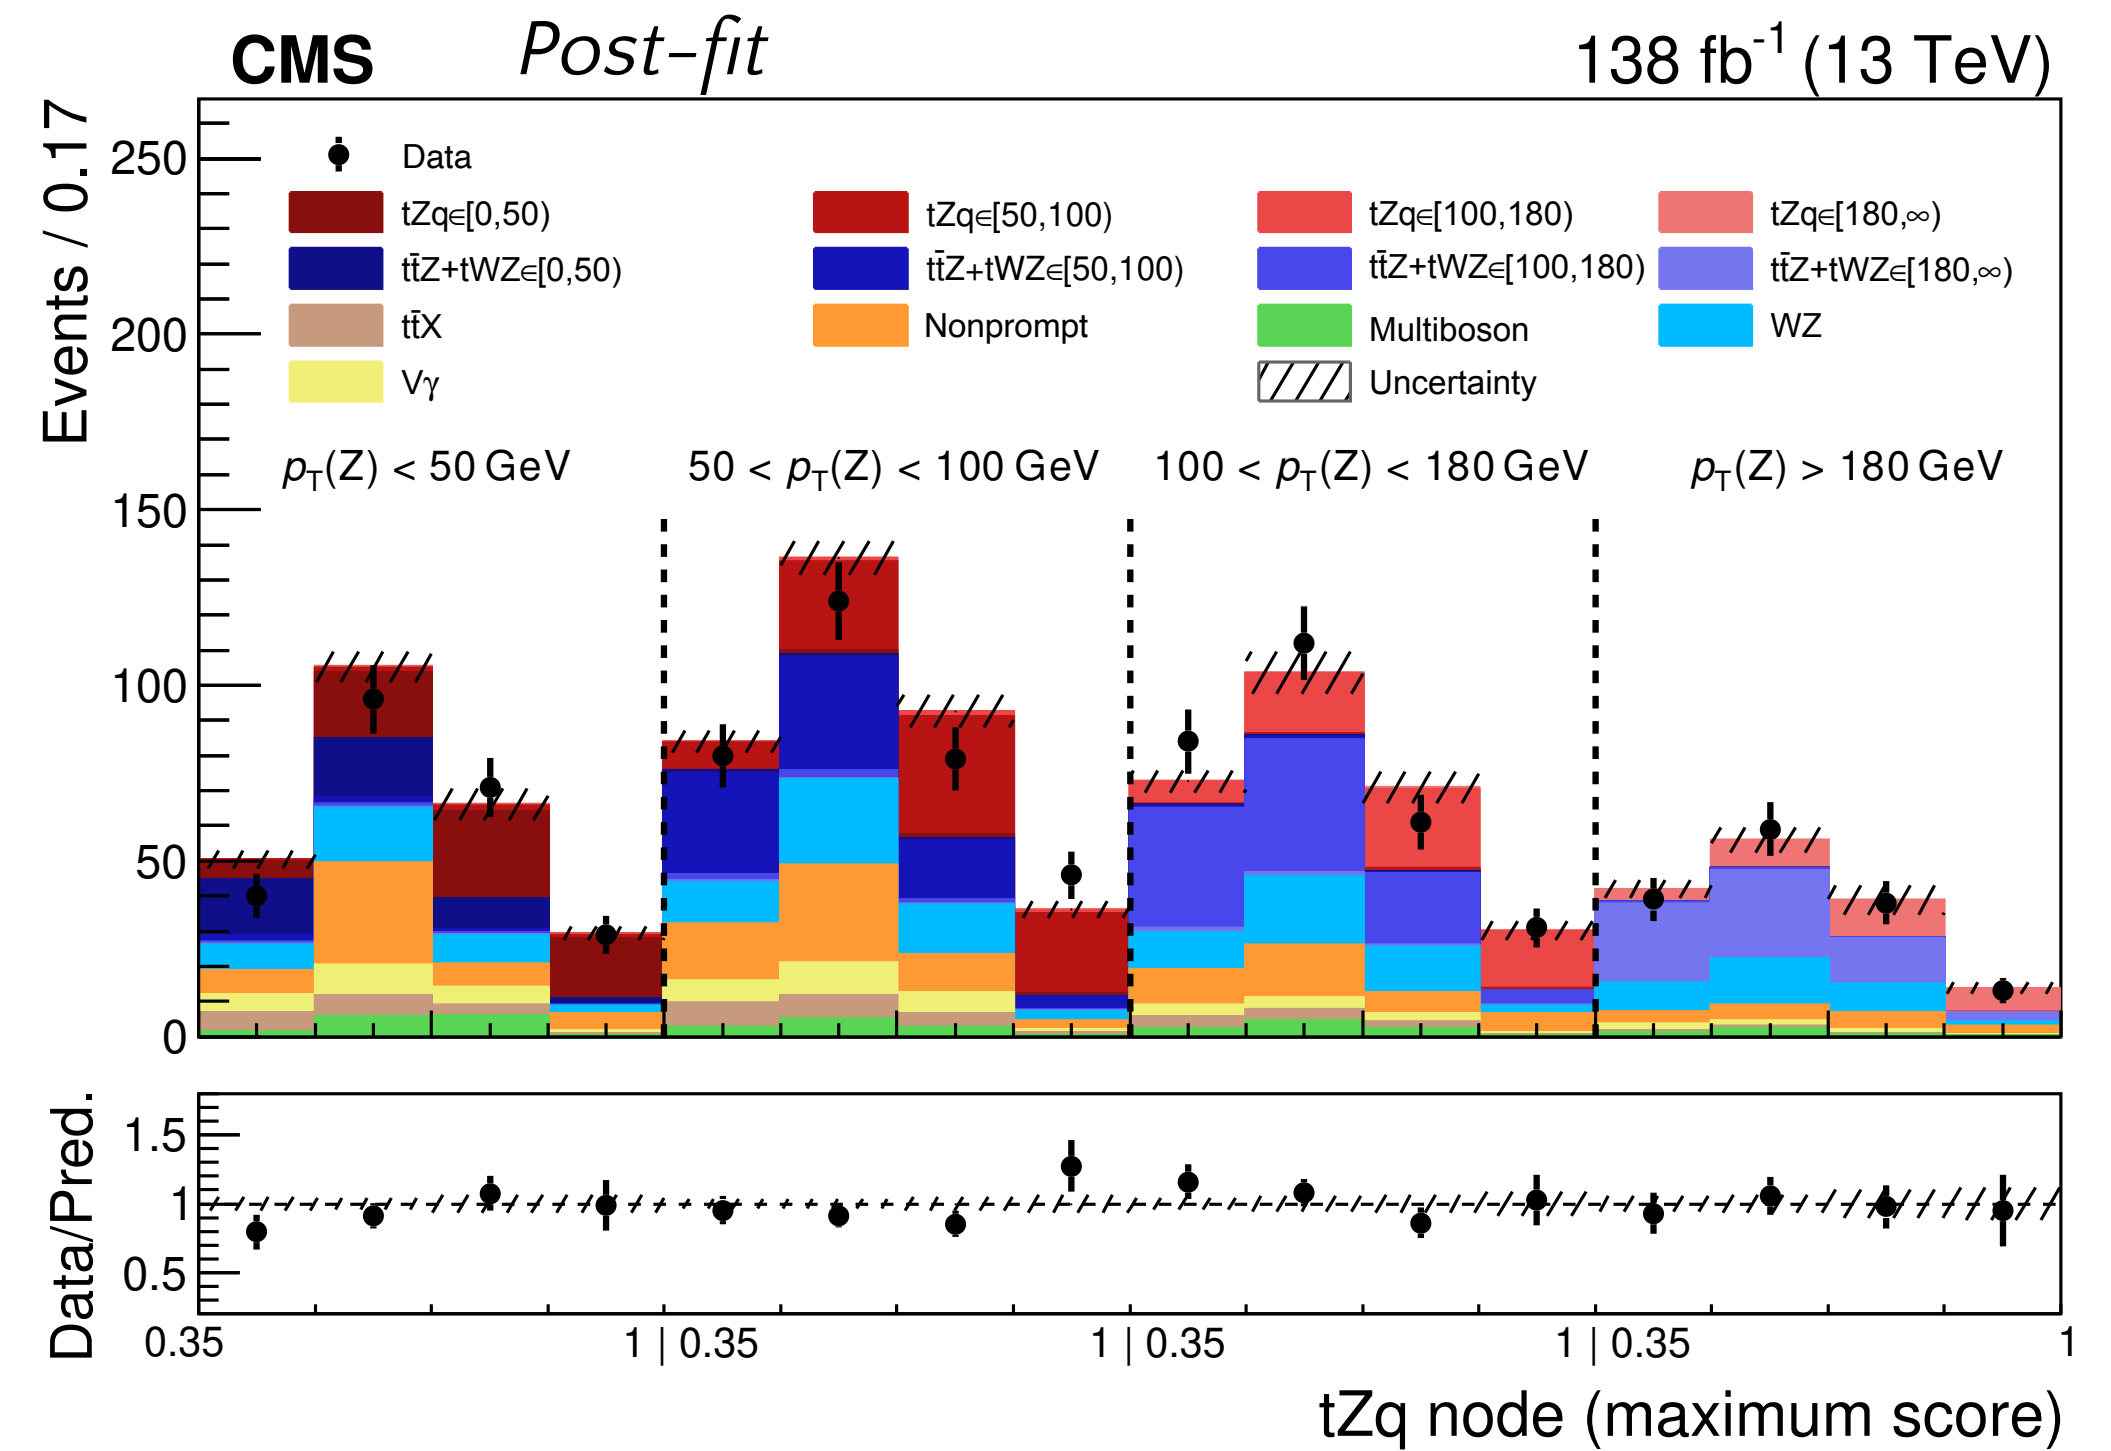 CMS Post-fit 138 fb-1 (13 TeV)
Events / 0.17
250
200
150
100
50
0
Data
tZq∈[0,50) tZq∈[50,100) tZq∈[100,180) tZq∈[180,∞)
tt̄Z+tWZ∈[0,50) tt̄Z+tWZ∈[50,100) tt̄Z+tWZ∈[100,180) tt̄Z+tWZ∈[180,∞)
tt̄X Nonprompt Multiboson WZ
Vγ Uncertainty
pT(Z) < 50 GeV 50 < pT(Z) < 100 GeV 100 < pT(Z) < 180 GeV pT(Z) > 180 GeV
Data/Pred.
1.5
1
0.5
0.35 1 | 0.35 1 | 0.35 1 | 0.35 1
tZq node (maximum score)